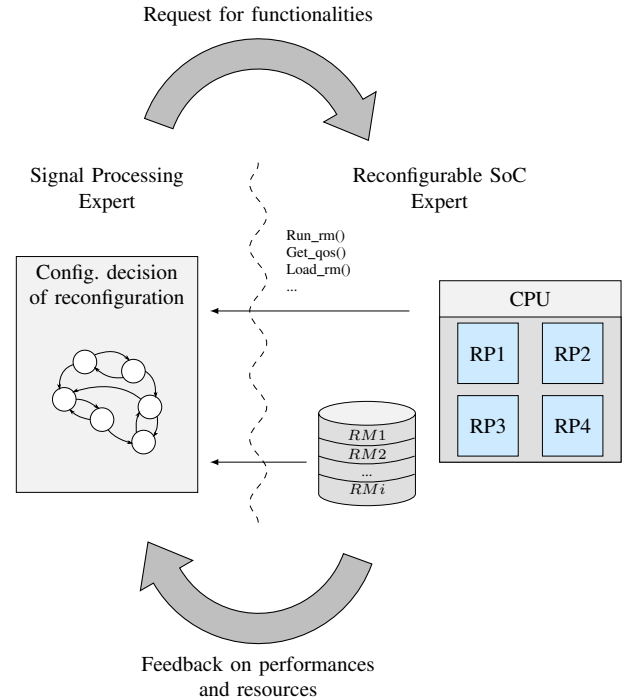 Request for functionalities
Signal Processing
Expert
Reconfigurable SoC
Expert
Run_rm()
Get_qos()
Load_rm()
...
Config. decision
of reconfiguration
CPU
RP1
RP2
RP3
RP4
RM1
RM2
...
RMi
Feedback on performances
and resources